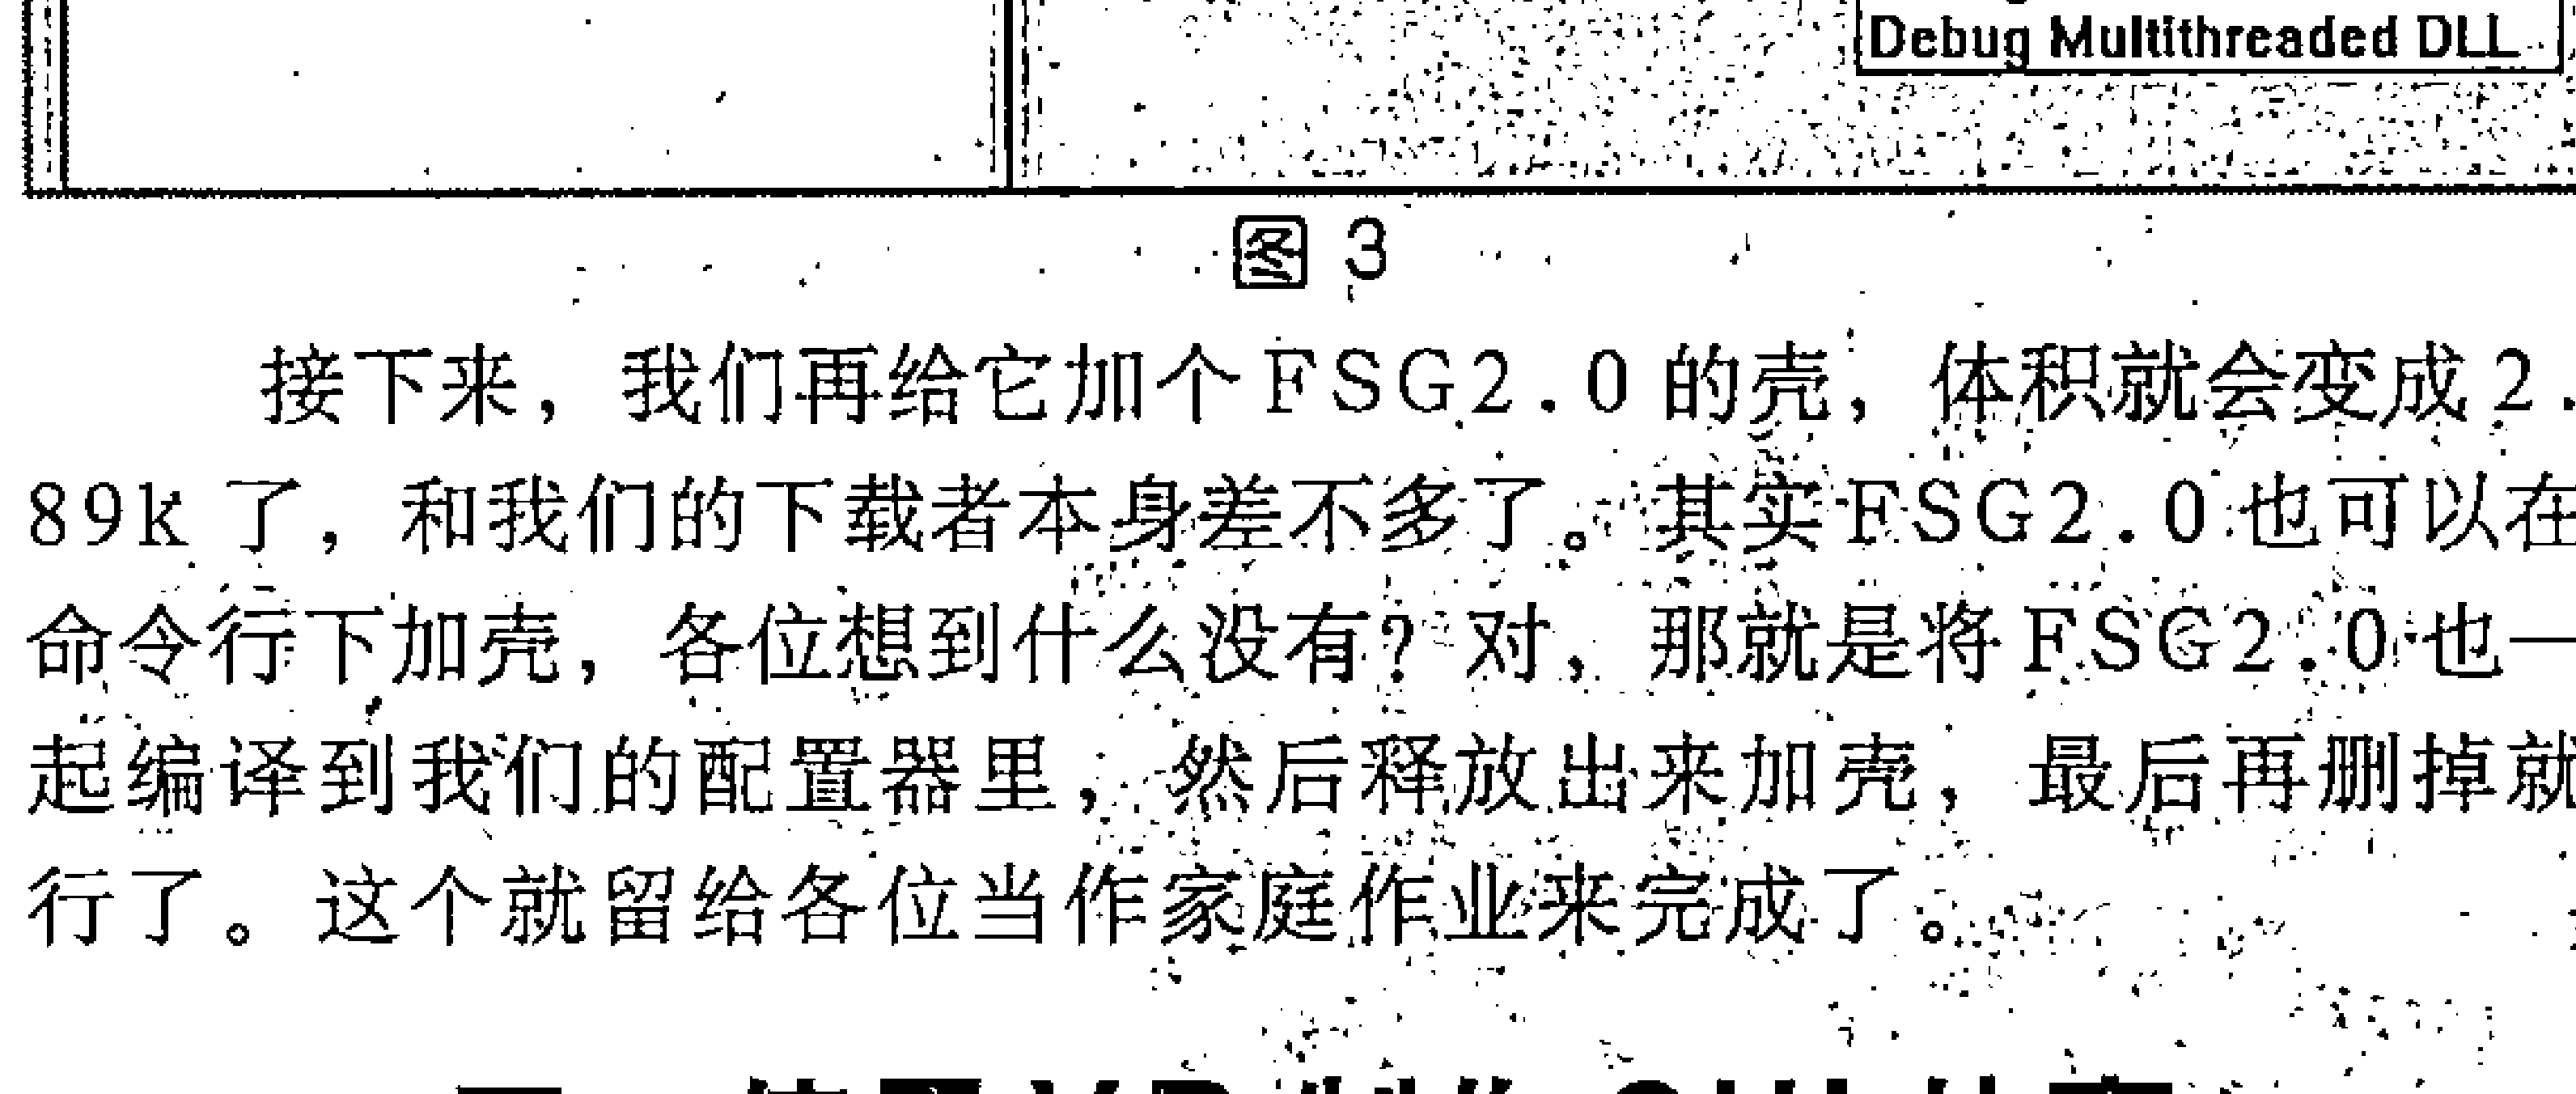 Debug Multithreaded DLL
图 3
接下来，我们再给它加个FSG2.0的壳，体积就会变成2.
89k了，和我们的下载者本身差不多了。其实FSG2.0也可以在
命令行下加壳，各位想到什么没有？对，那就是将FSG2.0也一
起编译到我们的配置器里，然后释放出来加壳，最后再删掉就
行了。这个就留给各位当作家庭作业来完成了。